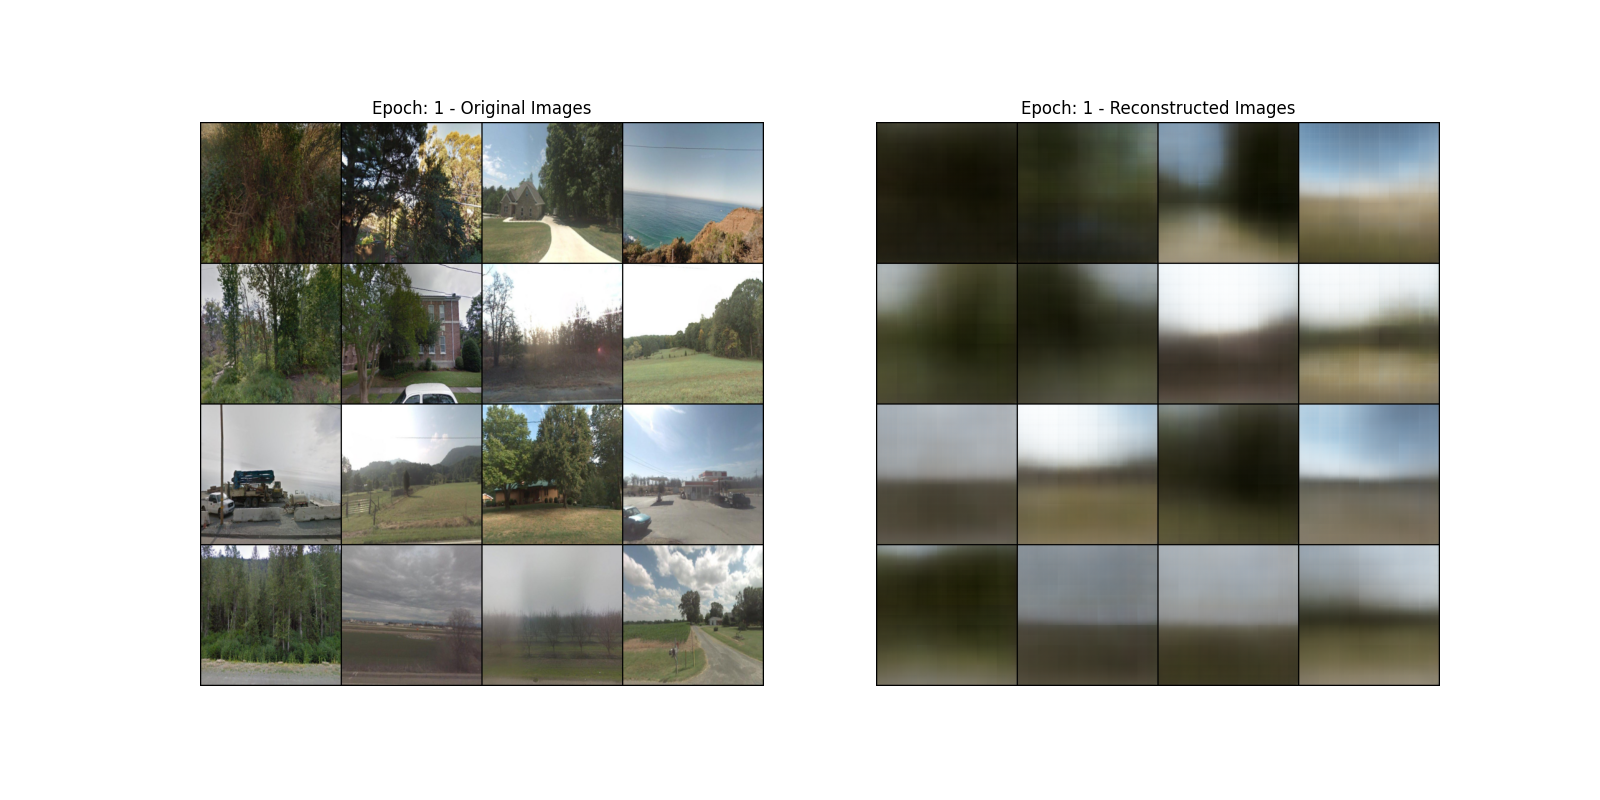 Epoch: 1 - Original Images
Epoch: 1 - Reconstructed Images